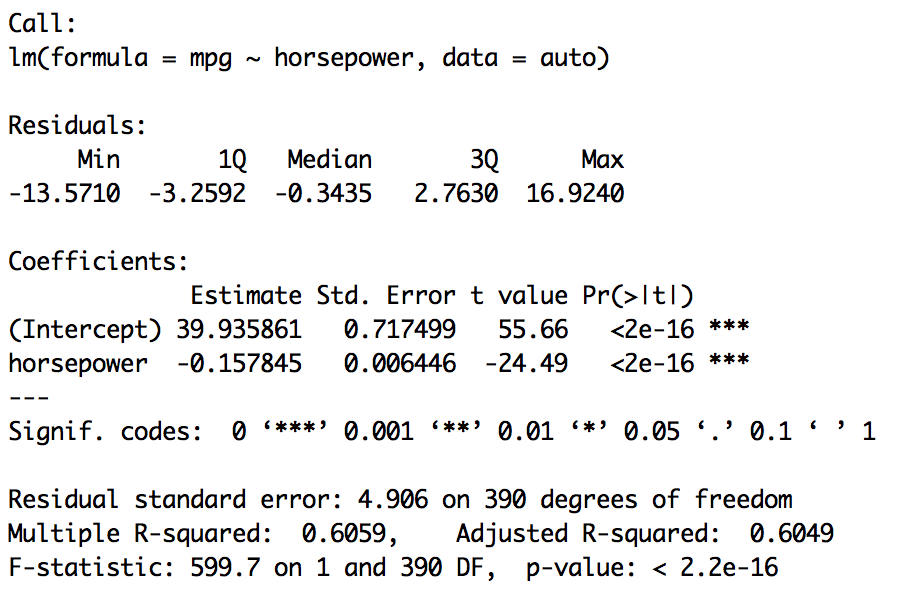 Call:
lm(formula = mpg ~ horsepower, data = auto)
Residuals:
     Min       1Q   Median       3Q      Max
-13.5710  -3.2592  -0.3435   2.7630  16.9240
Coefficients:
             Estimate Std. Error t value Pr(>|t|)
(Intercept) 39.935861   0.717499   55.66   <2e-16 ***
horsepower  -0.157845   0.006446  -24.49   <2e-16 ***
---
Signif. codes:  0 ‘***’ 0.001 ‘**’ 0.01 ‘*’ 0.05 ‘.’ 0.1 ‘ ’ 1
Residual standard error: 4.906 on 390 degrees of freedom
Multiple R-squared:  0.6059,    Adjusted R-squared:  0.6049
F-statistic: 599.7 on 1 and 390 DF,  p-value: < 2.2e-16